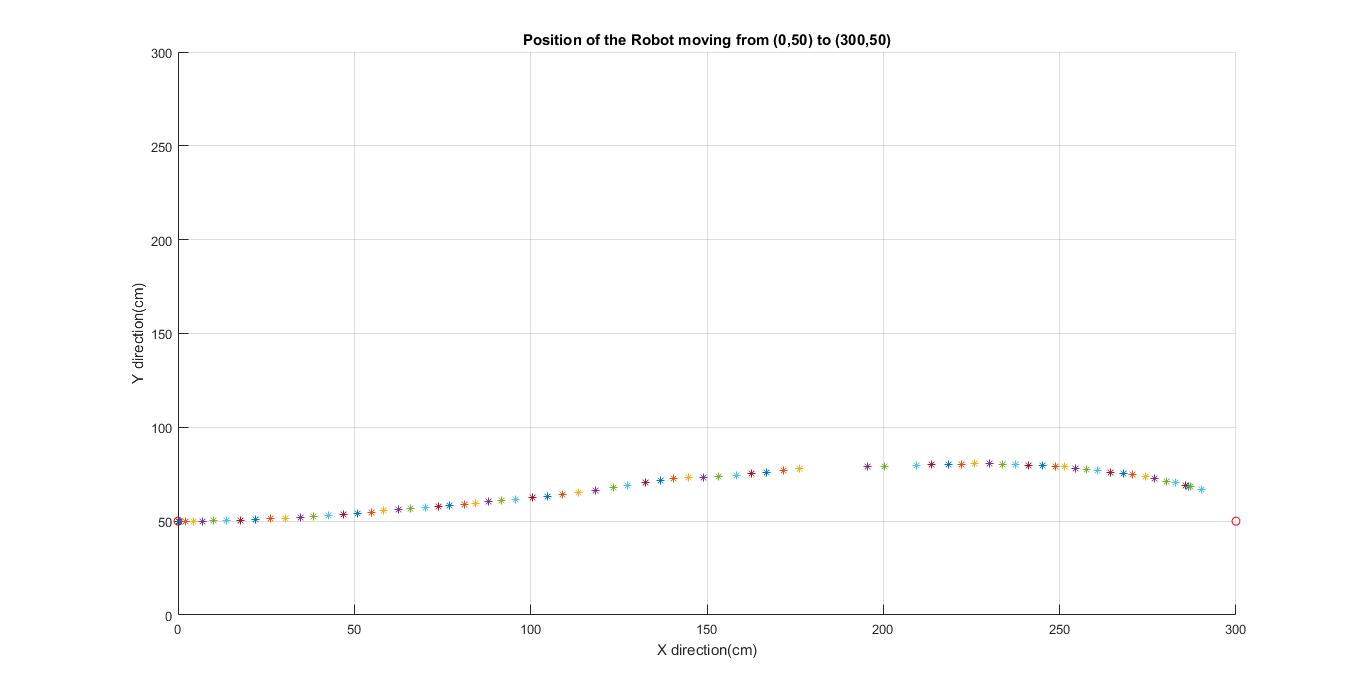 Position of the Robot moving from (0,50) to (300,50)
300
250
200
150
100
50
0
Y direction(cm)
0 50 100 150 200 250 300
X direction(cm)